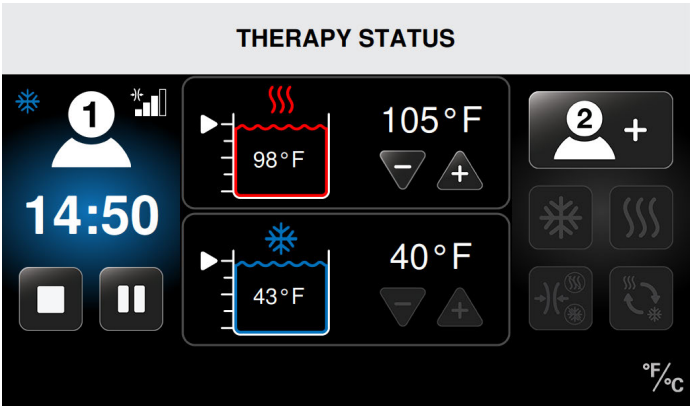 THERAPY STATUS
1
14:50
98°F
105°F
43°F
40°F
2 +
°F/°C